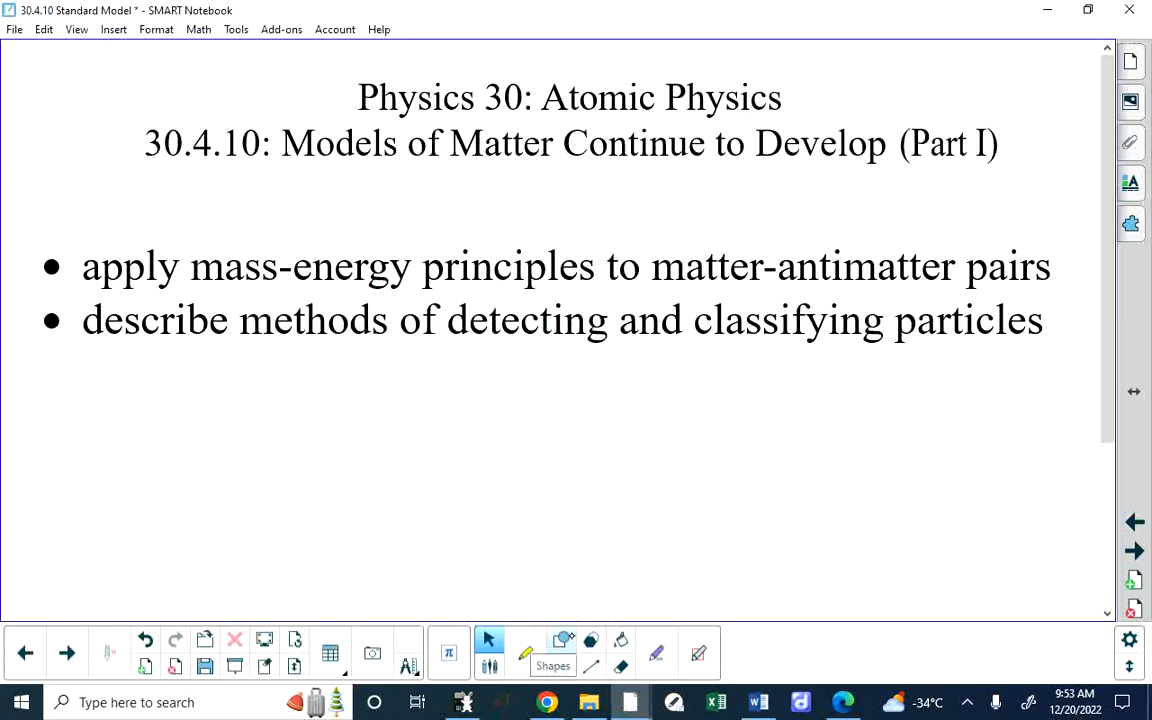 30.4.10 Standard Model * - SMART Notebook
File Edit View Insert Format Math Tools Add-ons Account Help
Physics 30: Atomic Physics
30.4.10: Models of Matter Continue to Develop (Part I)
• apply mass-energy principles to matter-antimatter pairs
• describe methods of detecting and classifying particles
Shapes
Type here to search
-34°C
9:53 AM
12/20/2022